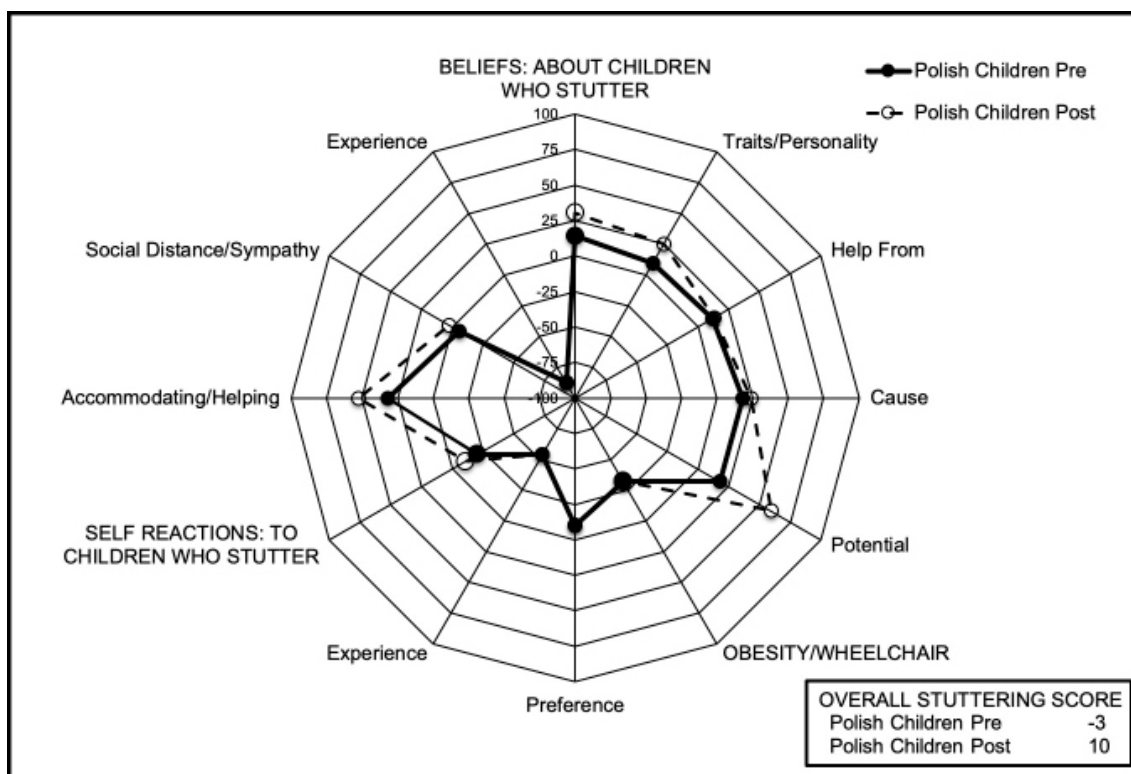 BELIEFS: ABOUT CHILDREN
WHO STUTTER
Polish Children Pre
Polish Children Post
100
75
50
25
0
-25
-50
-75
-100
Experience
Traits/Personality
Social Distance/Sympathy
Help From
Accommodating/Helping
Cause
SELF REACTIONS: TO
CHILDREN WHO STUTTER
Potential
Experience
OBESITY/WHEELCHAIR
Preference
OVERALL STUTTERING SCORE
Polish Children Pre -3
Polish Children Post 10